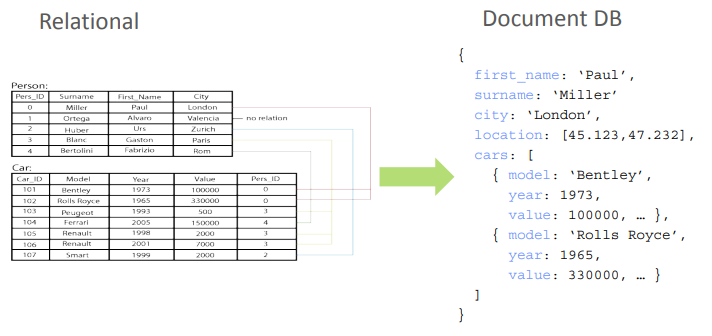 Relational
Person:
Pers_ID Surname First_Name City
0 Miller Paul London
1 Ortega Alvaro Valencia no relation
2 Huber Urs Zurich
3 Blanc Gaston Paris
4 Bertolini Fabrizio Rom
Car:
Car_ID Model Year Value Pers_ID
101 Bentley 1973 100000 0
102 Rolls Royce 1965 330000 0
103 Peugeot 1993 500 3
104 Ferrari 2005 150000 4
105 Renault 1998 2000 3
106 Renault 2001 7000 3
107 Smart 1999 2000 2
Document DB
{
first_name: ‘Paul’,
surname: ‘Miller’
city: ‘London’,
location: [45.123,47.232],
cars: [
{ model: ‘Bentley’,
year: 1973,
value: 100000, … },
{ model: ‘Rolls Royce’,
year: 1965,
value: 330000, … }
]
}